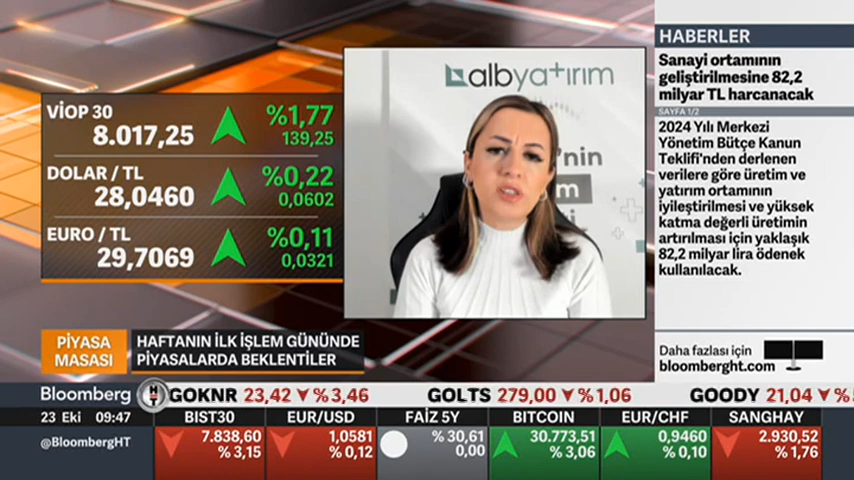 VİOP 30
8.017,25
%1,77
139,25
DOLAR / TL
28,0460
%0,22
0,0602
EURO / TL
29,7069
%0,11
0,0321
albyatırım
'nin
HABERLER
Sanayi ortamının
geliştirilmesine 82,2
milyar TL harcanacak
SAYFA 1/2
2024 Yılı Merkezi
Yönetim Bütçe Kanun
Teklifi'nden derlenen
verilere göre üretim ve
yatırım ortamının
iyileştirilmesi ve yüksek
katma değerli üretimin
artırılması için yaklaşık
82,2 milyar lira ödenek
kullanılacak.
Daha fazlası için
bloomberght.com
PİYASA
MASASI
HAFTANIN İLK İŞLEM GÜNÜNDE
PİYASALARDA BEKLENTİLER
Bloomberg HT
GOKNR 23,42 %3,46 GOLTS 279,00 %1,06 GOODY 21,04
23 Eki 09:47
@BloombergHT
BIST30
7.838,60
% 3,15
EUR/USD
1,0581
% 0,12
FAİZ 5Y
% 30,61
0,00
BITCOIN
30.773,51
% 3,06
EUR/CHF
0,9460
% 0,10
SANGHAY
2.930,52
% 1,76